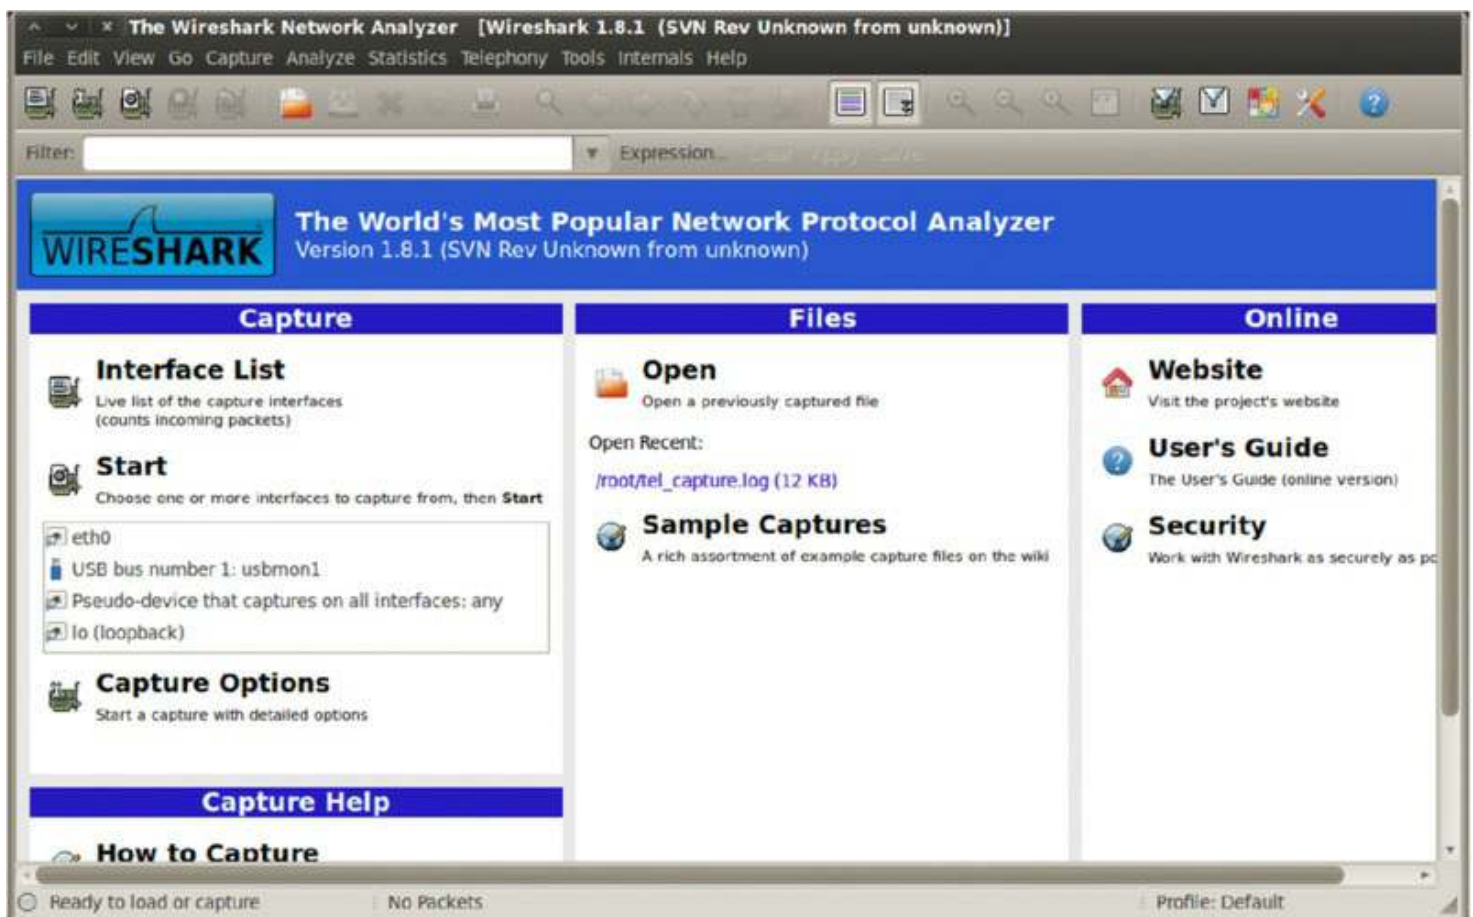 The Wireshark Network Analyzer [Wireshark 1.8.1 (SVN Rev Unknown from unknown)]
File Edit View Go Capture Analyze Statistics Telephony Tools Internals Help
Filter:
Expression...
WIRESHARK
The World's Most Popular Network Protocol Analyzer
Version 1.8.1 (SVN Rev Unknown from unknown)
Capture
Interface List
Live list of the capture interfaces
(counts incoming packets)
Start
Choose one or more interfaces to capture from, then Start
eth0
USB bus number 1: usbmon1
Pseudo-device that captures on all interfaces: any
lo (loopback)
Capture Options
Start a capture with detailed options
Capture Help
How to Capture
Files
Open
Open a previously captured file
Open Recent:
/root/tel_capture.log (12 KB)
Sample Captures
A rich assortment of example capture files on the wiki
Online
Website
Visit the project's website
User's Guide
The User's Guide (online version)
Security
Work with Wireshark as securely as
Ready to load or capture
No Packets
Profile: Default